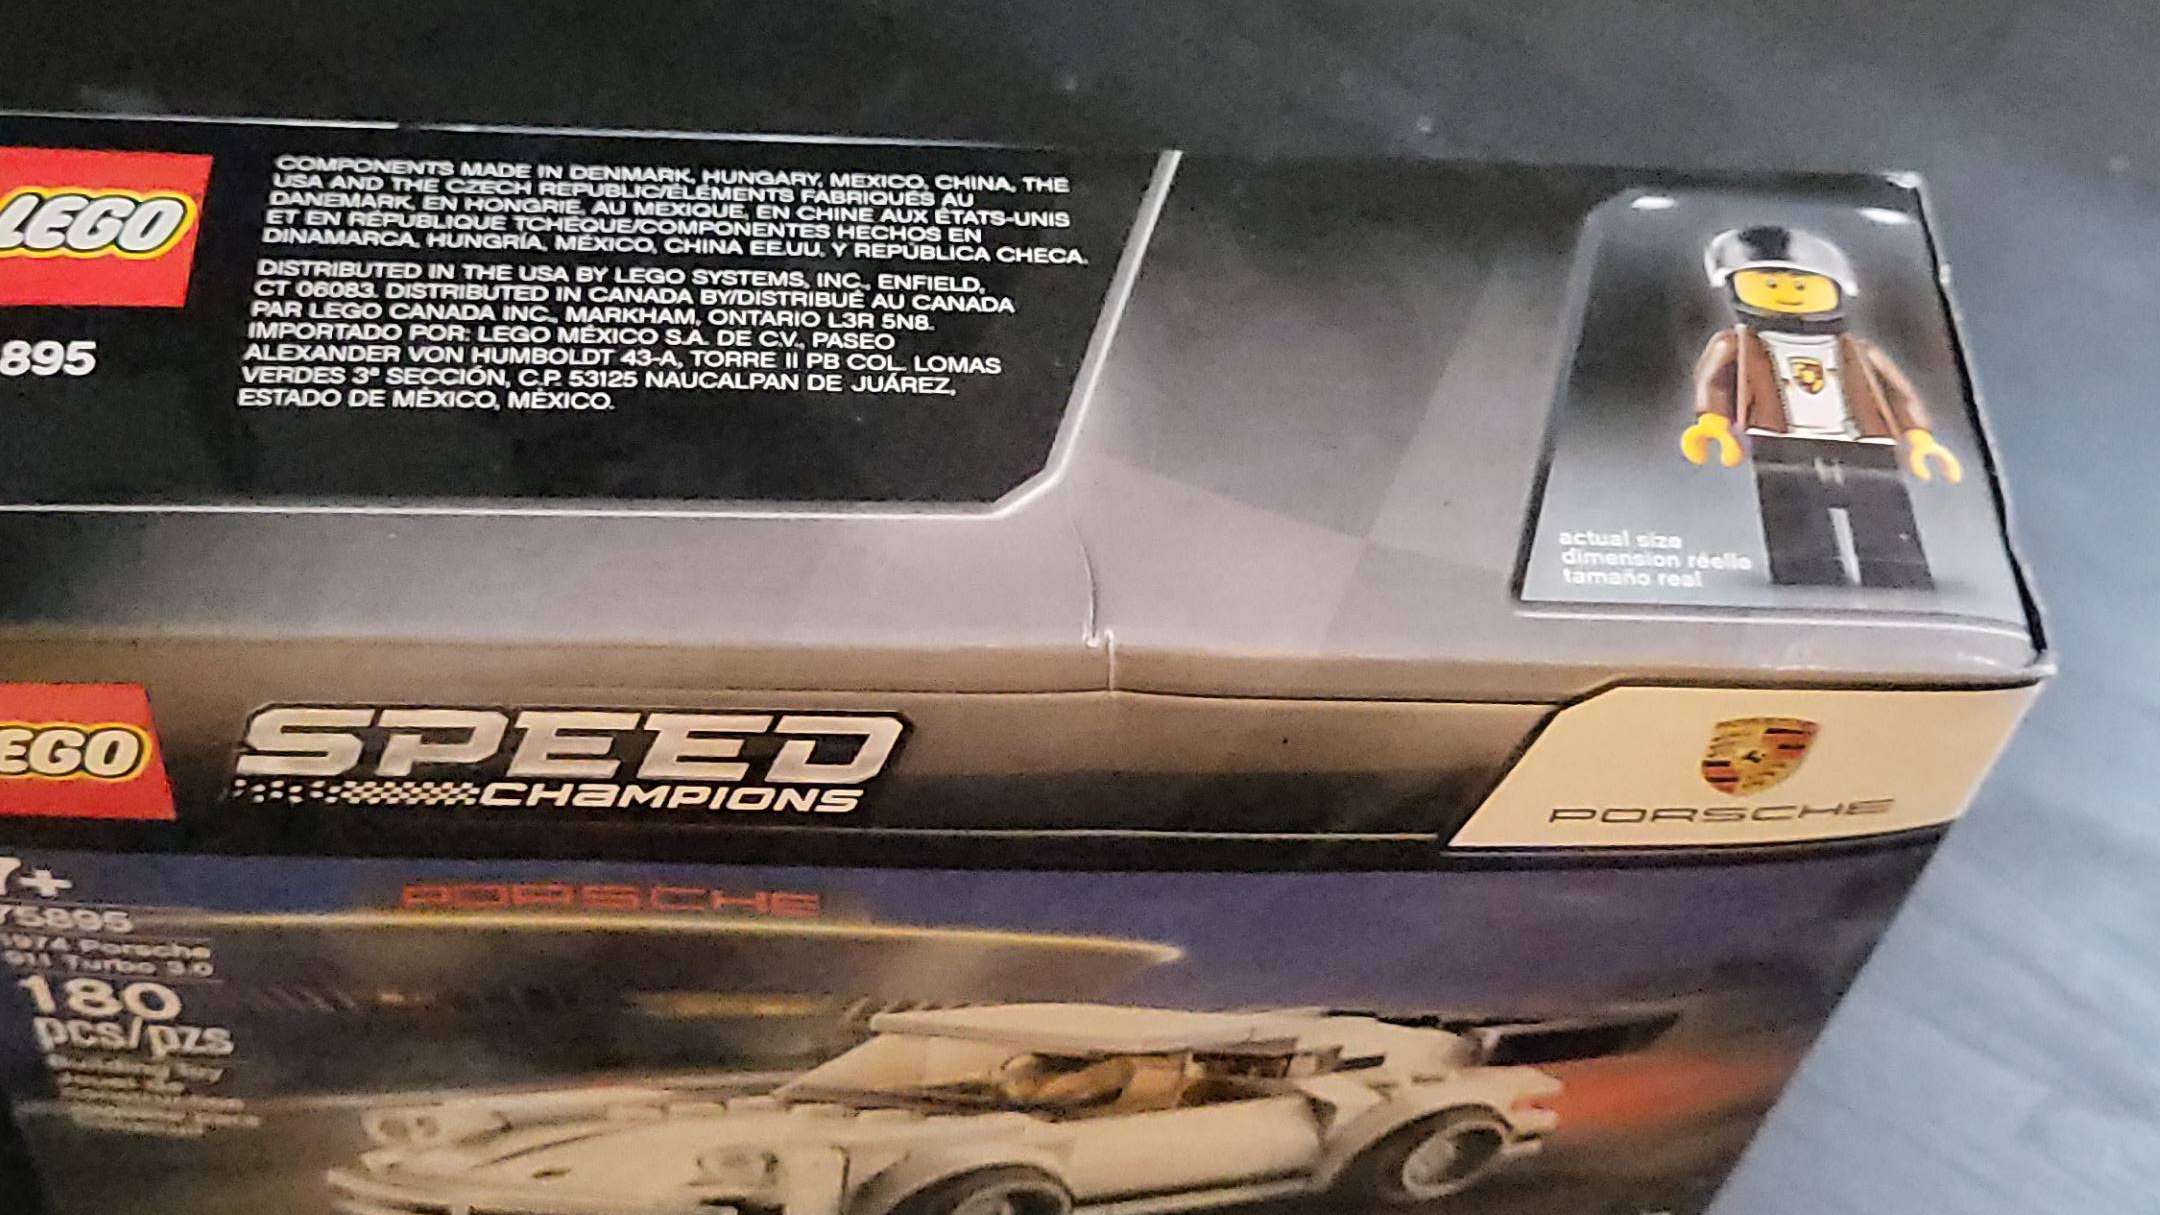 LEGO
895
COMPONENTS MADE IN DENMARK, HUNGARY, MEXICO, CHINA, THE
USA AND THE CZECH REPUBLIC/ÉLÉMENTS FABRIQUÉS AU
DANEMARK, EN HONGRIE, AU MEXIQUE, EN CHINE AUX ÉTATS-UNIS
ET EN RÉPUBLIQUE TCHÈQUE/COMPONENTES HECHOS EN
DINAMARCA, HUNGRÍA, MÉXICO, CHINA EE.UU. Y REPÚBLICA CHECA.
DISTRIBUTED IN THE USA BY LEGO SYSTEMS, INC., ENFIELD,
CT 06083. DISTRIBUTED IN CANADA BY/DISTRIBUÉ AU CANADA
PAR LEGO CANADA INC., MARKHAM, ONTARIO L3R 5N8.
IMPORTADO POR: LEGO MÉXICO S.A. DE C.V., PASEO
ALEXANDER VON HUMBOLDT 43-A, TORRE II PB COL. LOMAS
VERDES 3ª SECCIÓN, C.P. 53125 NAUCALPAN DE JUÁREZ,
ESTADO DE MÉXICO, MÉXICO.
actual size
dimension réelle
tamaño real
EGO
SPEED
CHAMPIONS
PORSCHE
7+
75895
1974 Porsche
911 Turbo 3.0
180
pcs/pzs
Building Toy
PORSCHE